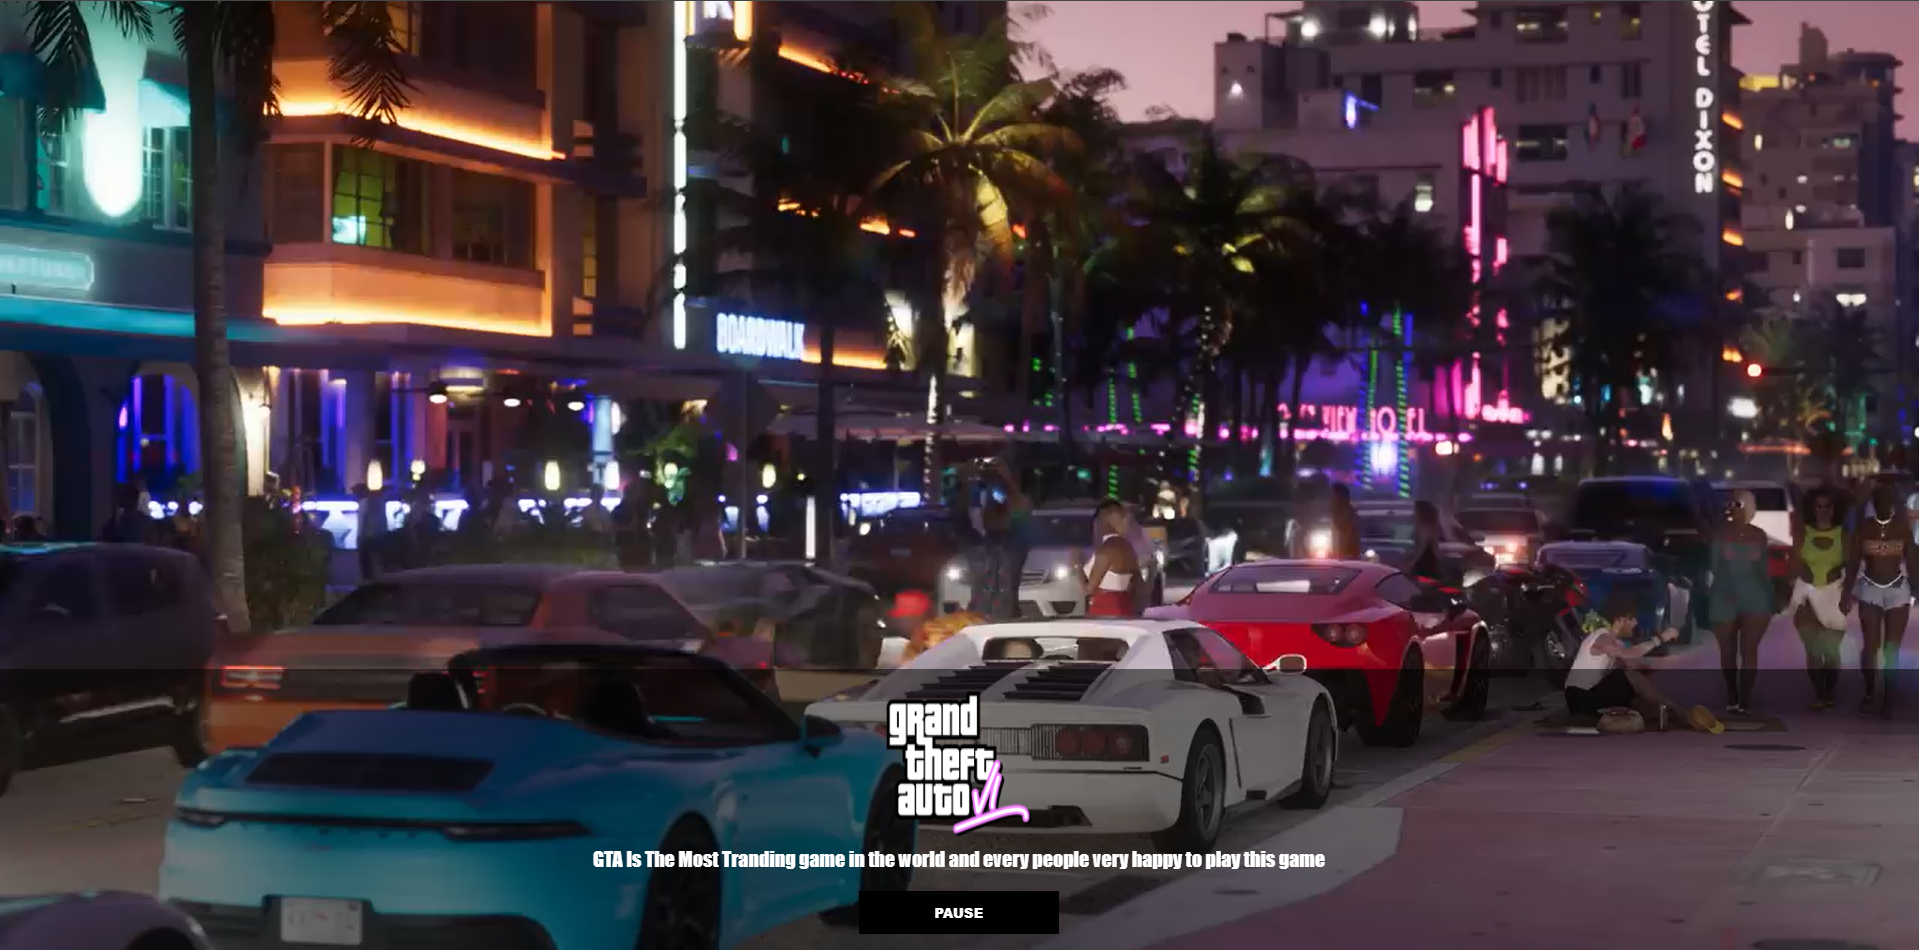 OTEL DIXON
BOARDWALK
grand
theft
auto VI
GTA Is The Most Tranding game in the world and every people very happy to play this game
PAUSE